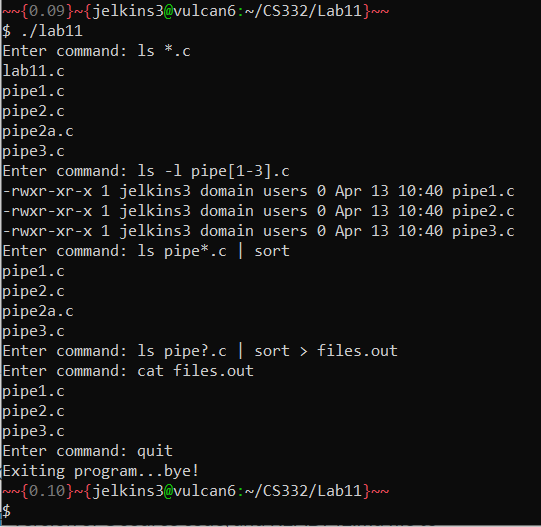 ~~{0.09}~{jelkins3@vulcan6:~/CS332/Lab11}~~
$ ./lab11
Enter command: ls *.c
lab11.c
pipe1.c
pipe2.c
pipe2a.c
pipe3.c
Enter command: ls -l pipe[1-3].c
-rwxr-xr-x 1 jelkins3 domain users 0 Apr 13 10:40 pipe1.c
-rwxr-xr-x 1 jelkins3 domain users 0 Apr 13 10:40 pipe2.c
-rwxr-xr-x 1 jelkins3 domain users 0 Apr 13 10:40 pipe3.c
Enter command: ls pipe*.c | sort
pipe1.c
pipe2.c
pipe2a.c
pipe3.c
Enter command: ls pipe?.c | sort > files.out
Enter command: cat files.out
pipe1.c
pipe2.c
pipe3.c
Enter command: quit
Exiting program...bye!
~~{0.10}~{jelkins3@vulcan6:~/CS332/Lab11}~~
$